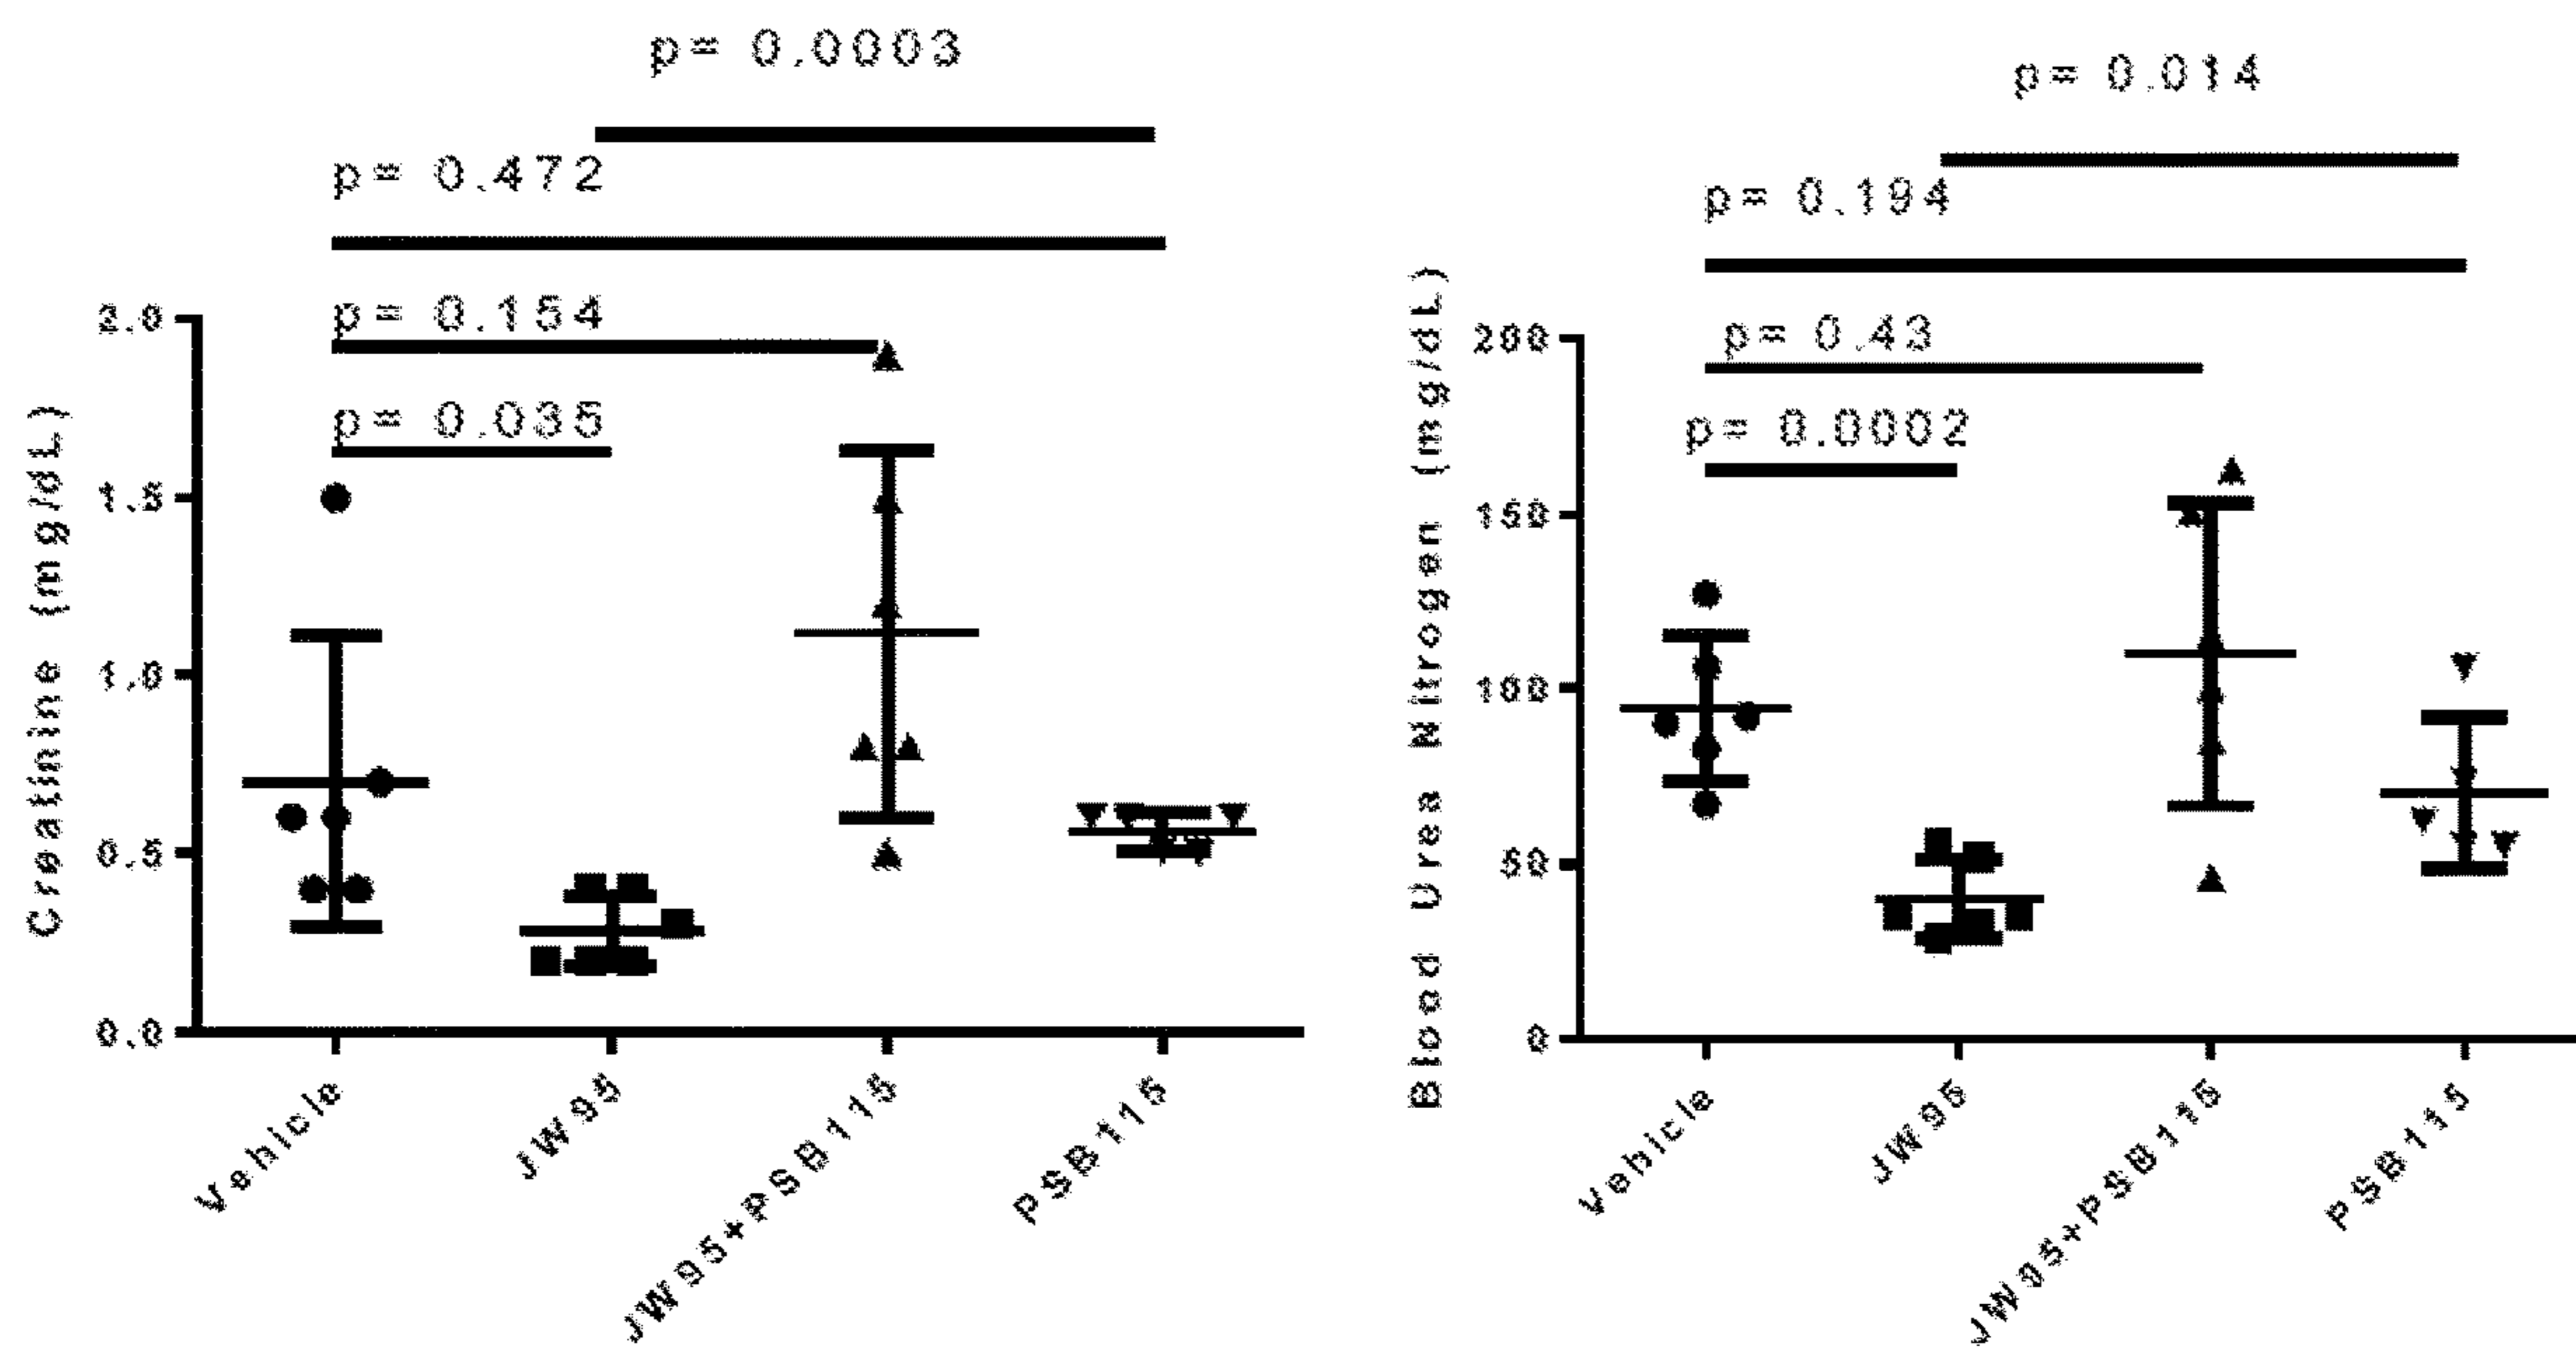 p= 0.0003
p= 0.472
p= 0.154
p= 0.035
Creatinine (mg/dL)
2.0
1.5
1.0
0.5
0.0
Vehicle
JW95
JW95+PSB115
PSB115
p= 0.014
p= 0.194
p= 0.43
p= 0.0002
Blood Urea Nitrogen (mg/dL)
200
150
100
50
0
Vehicle
JW95
JW95+PSB115
PSB115